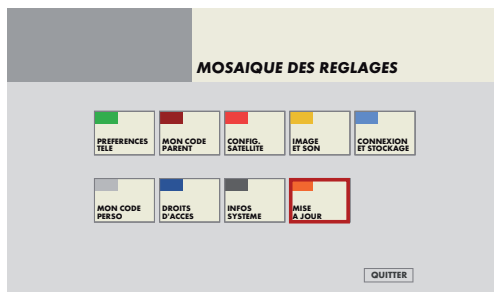 MOSAIQUE DES REGLAGES
PREFERENCES
TELE
MON CODE
PARENT
CONFIG.
SATELLITE
IMAGE
ET SON
CONNEXION
ET STOCKAGE
MON CODE
PERSO
DROITS
D'ACCES
INFOS
SYSTEME
MISE
A JOUR
QUITTER